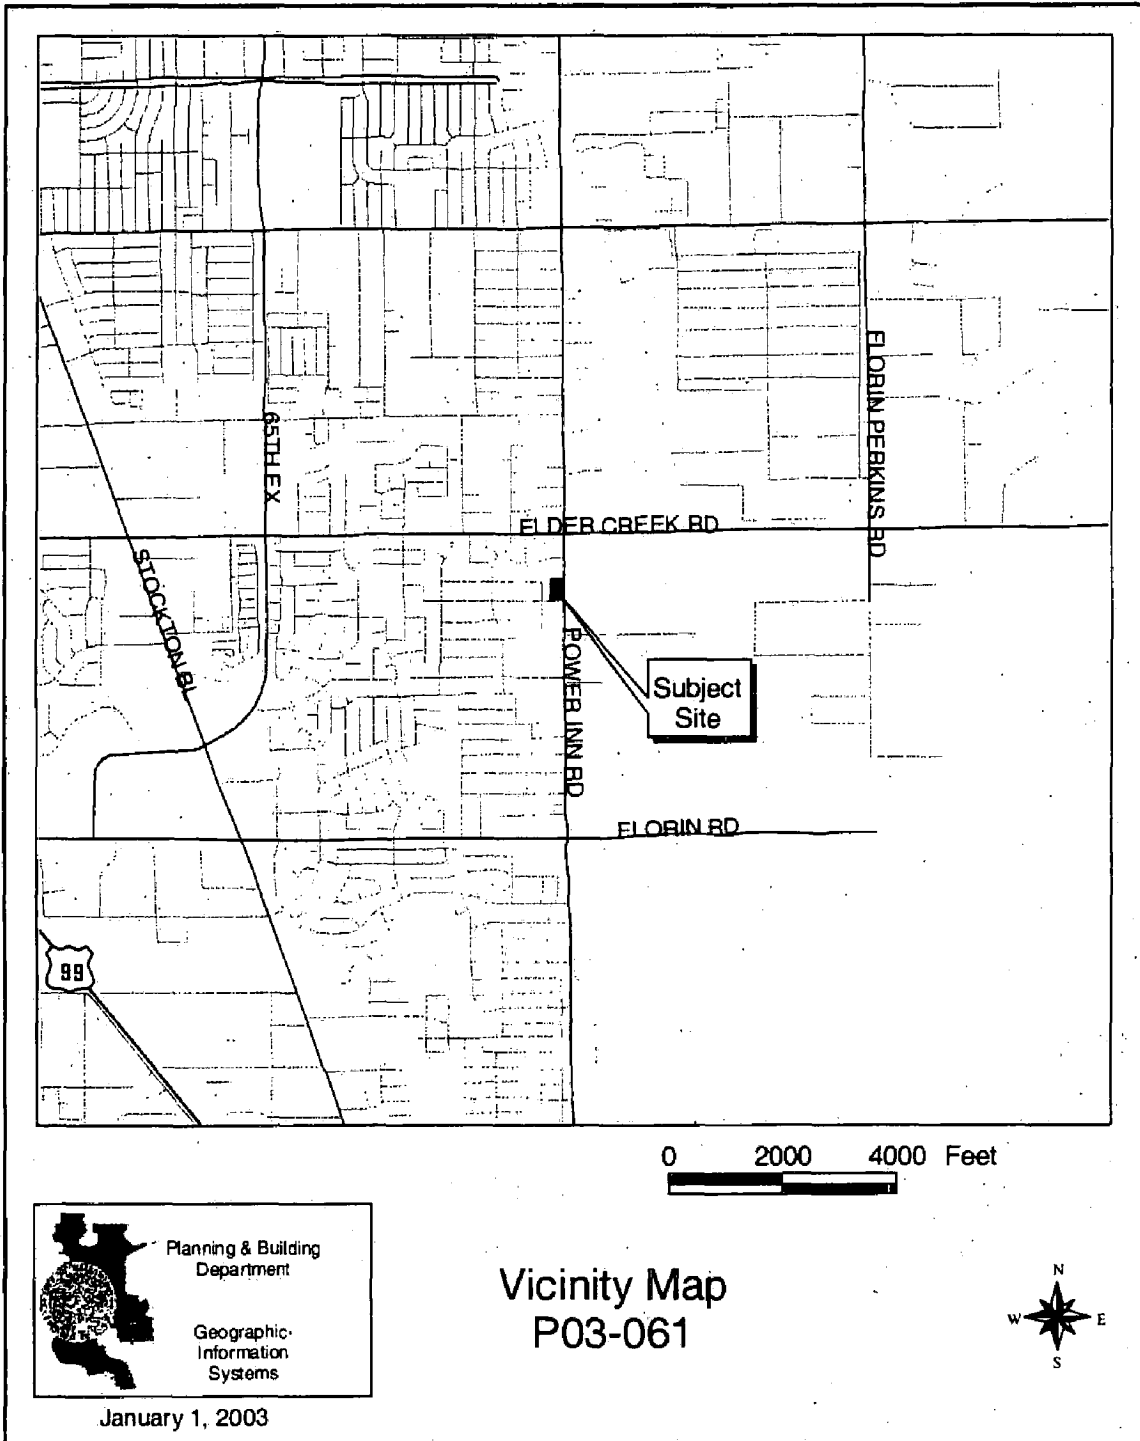 65TH EX
FLORIN PERKINS RD
ELDER CREEK RD
STOCKTON BL
POWER INN RD
Subject
Site
FLORIN RD
99
0 2000 4000 Feet
Planning & Building
Department
Geographic
Information
Systems
Vicinity Map
P03-061
N
W E
S
January 1, 2003